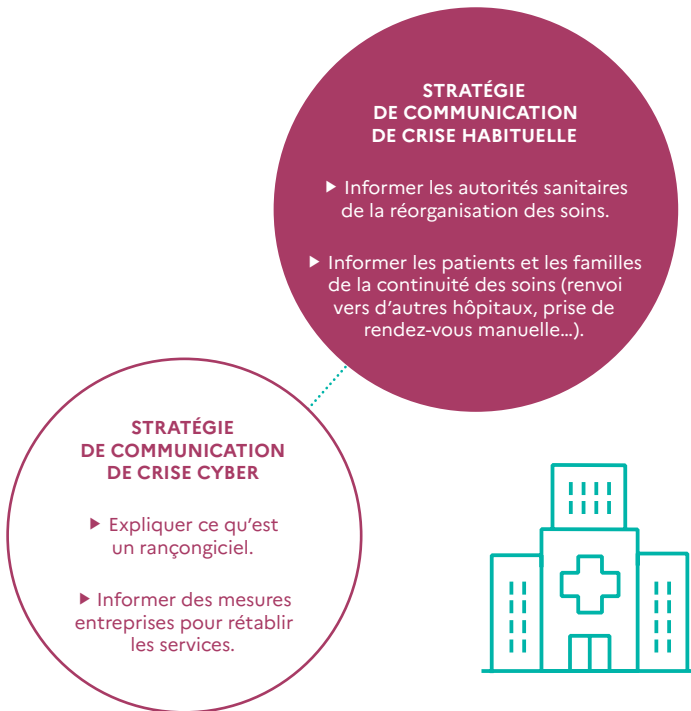 STRATÉGIE
DE COMMUNICATION
DE CRISE HABITUELLE
▶ Informer les autorités sanitaires
de la réorganisation des soins.
▶ Informer les patients et les familles
de la continuité des soins (renvoi
vers d'autres hôpitaux, prise de
rendez-vous manuelle…).
STRATÉGIE
DE COMMUNICATION
DE CRISE CYBER
▶ Expliquer ce qu'est
un rançongiciel.
▶ Informer des mesures
entreprises pour rétablir
les services.